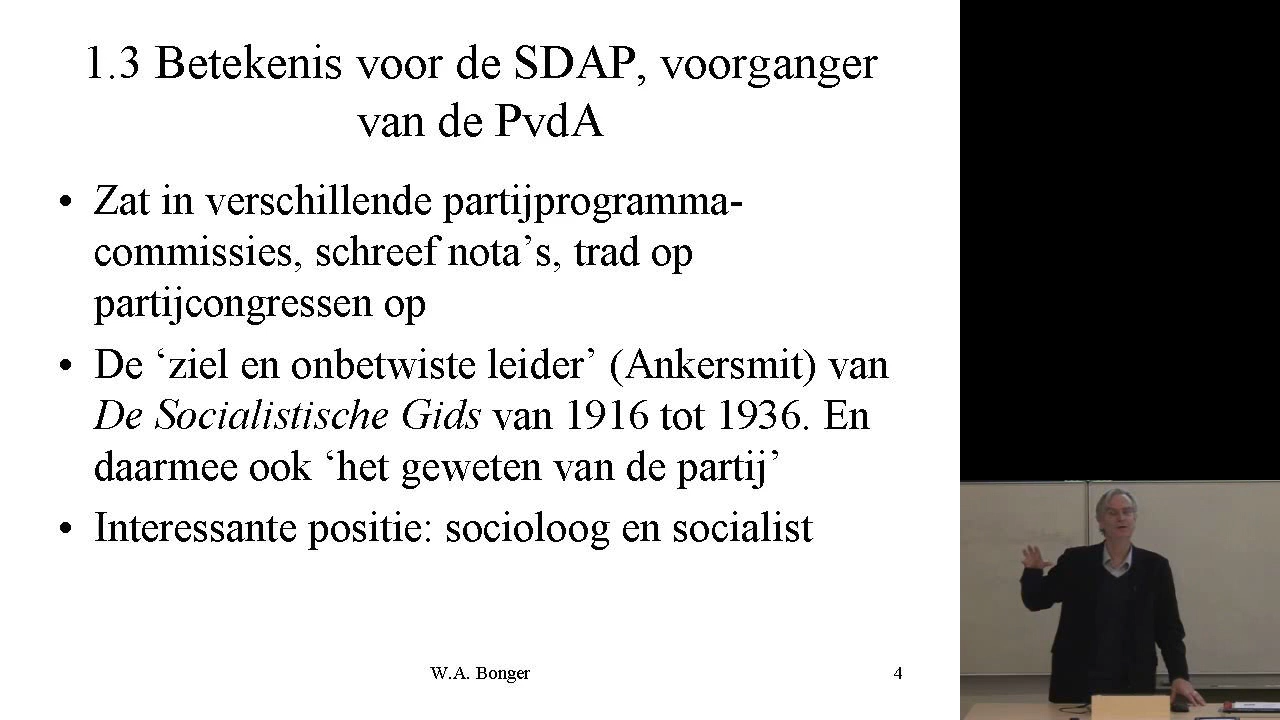 1.3 Betekenis voor de SDAP, voorganger
van de PvdA
• Zat in verschillende partijprogramma-
commissies, schreef nota’s, trad op
partijcongressen op
• De ‘ziel en onbetwiste leider’ (Ankersmit) van
De Socialistische Gids van 1916 tot 1936. En
daarmee ook ‘het geweten van de partij’
• Interessante positie: socioloog en socialist
W.A. Bonger
4